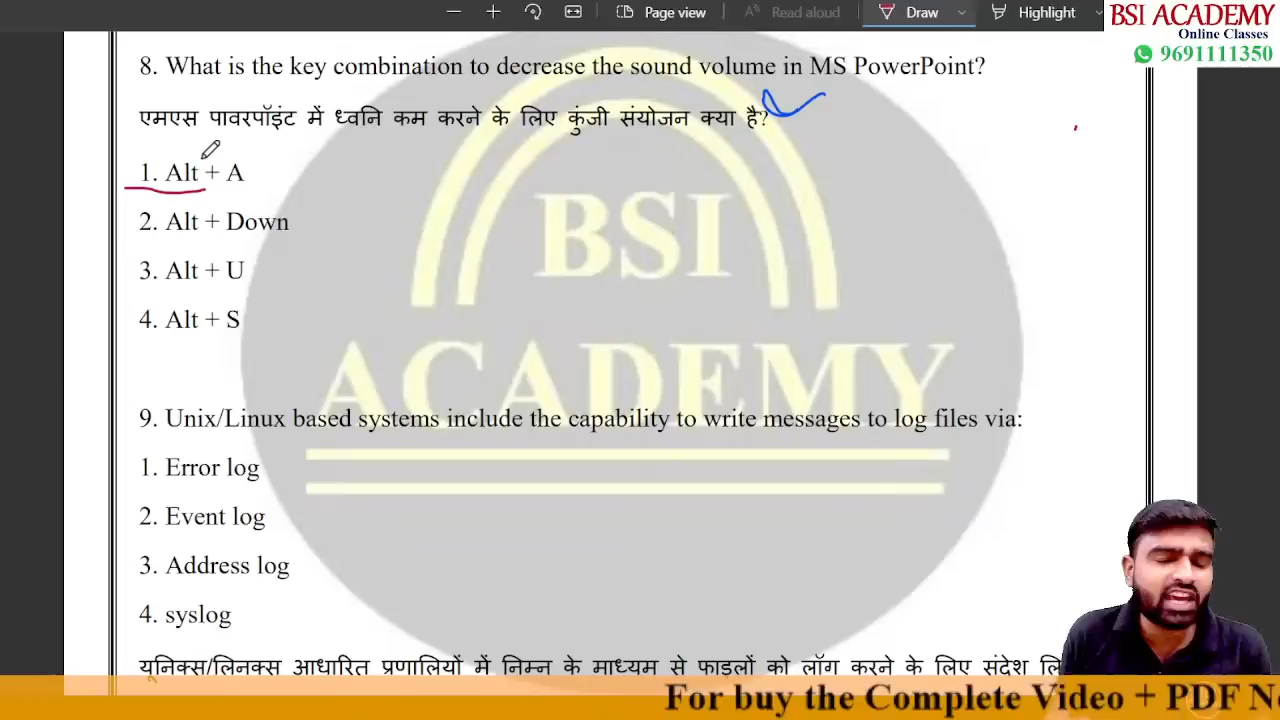 Page view
Read aloud
Draw
Highlight
BSI ACADEMY
Online Classes
9691111350
8. What is the key combination to decrease the sound volume in MS PowerPoint?
एमएस पावरपॉइंट में ध्वनि कम करने के लिए कुंजी संयोजन क्या है?
1. Alt + A
2. Alt + Down
3. Alt + U
4. Alt + S
BSI
ACADEMY
9. Unix/Linux based systems include the capability to write messages to log files via:
1. Error log
2. Event log
3. Address log
4. syslog
यूनिक्स/लिनक्स आधारित प्रणालियों में निम्न के माध्यम से फाइलों को लॉग करने के लिए संदेश
For buy the Complete Video + PDF